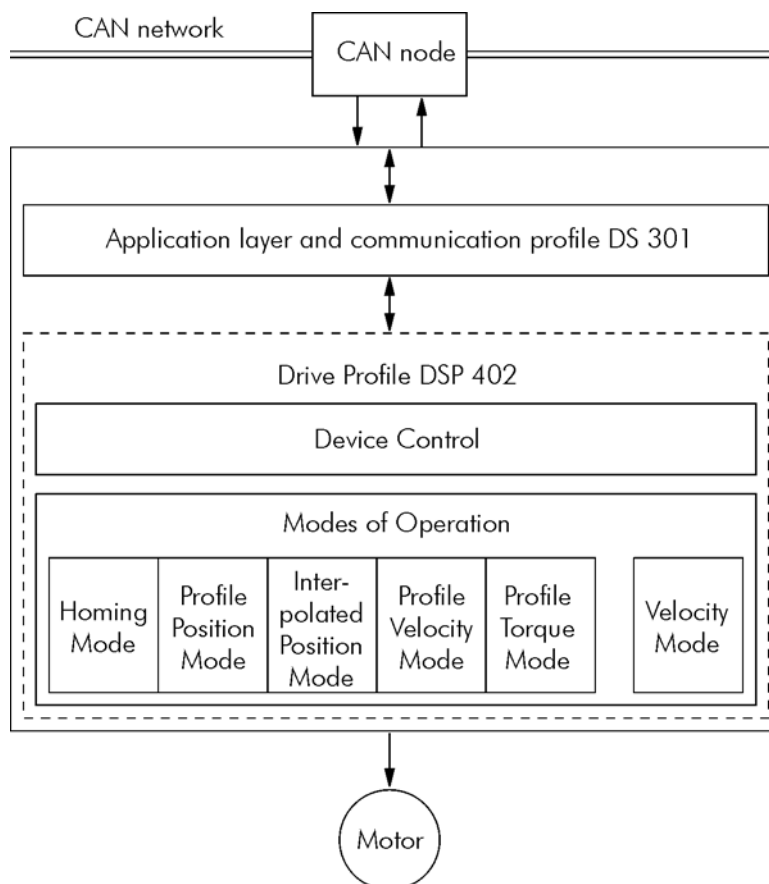 CAN network
CAN node
Application layer and communication profile DS 301
Drive Profile DSP 402
Device Control
Modes of Operation
Homing
Mode
Profile
Position
Mode
Inter-
polated
Position
Mode
Profile
Velocity
Mode
Profile
Torque
Mode
Velocity
Mode
Motor